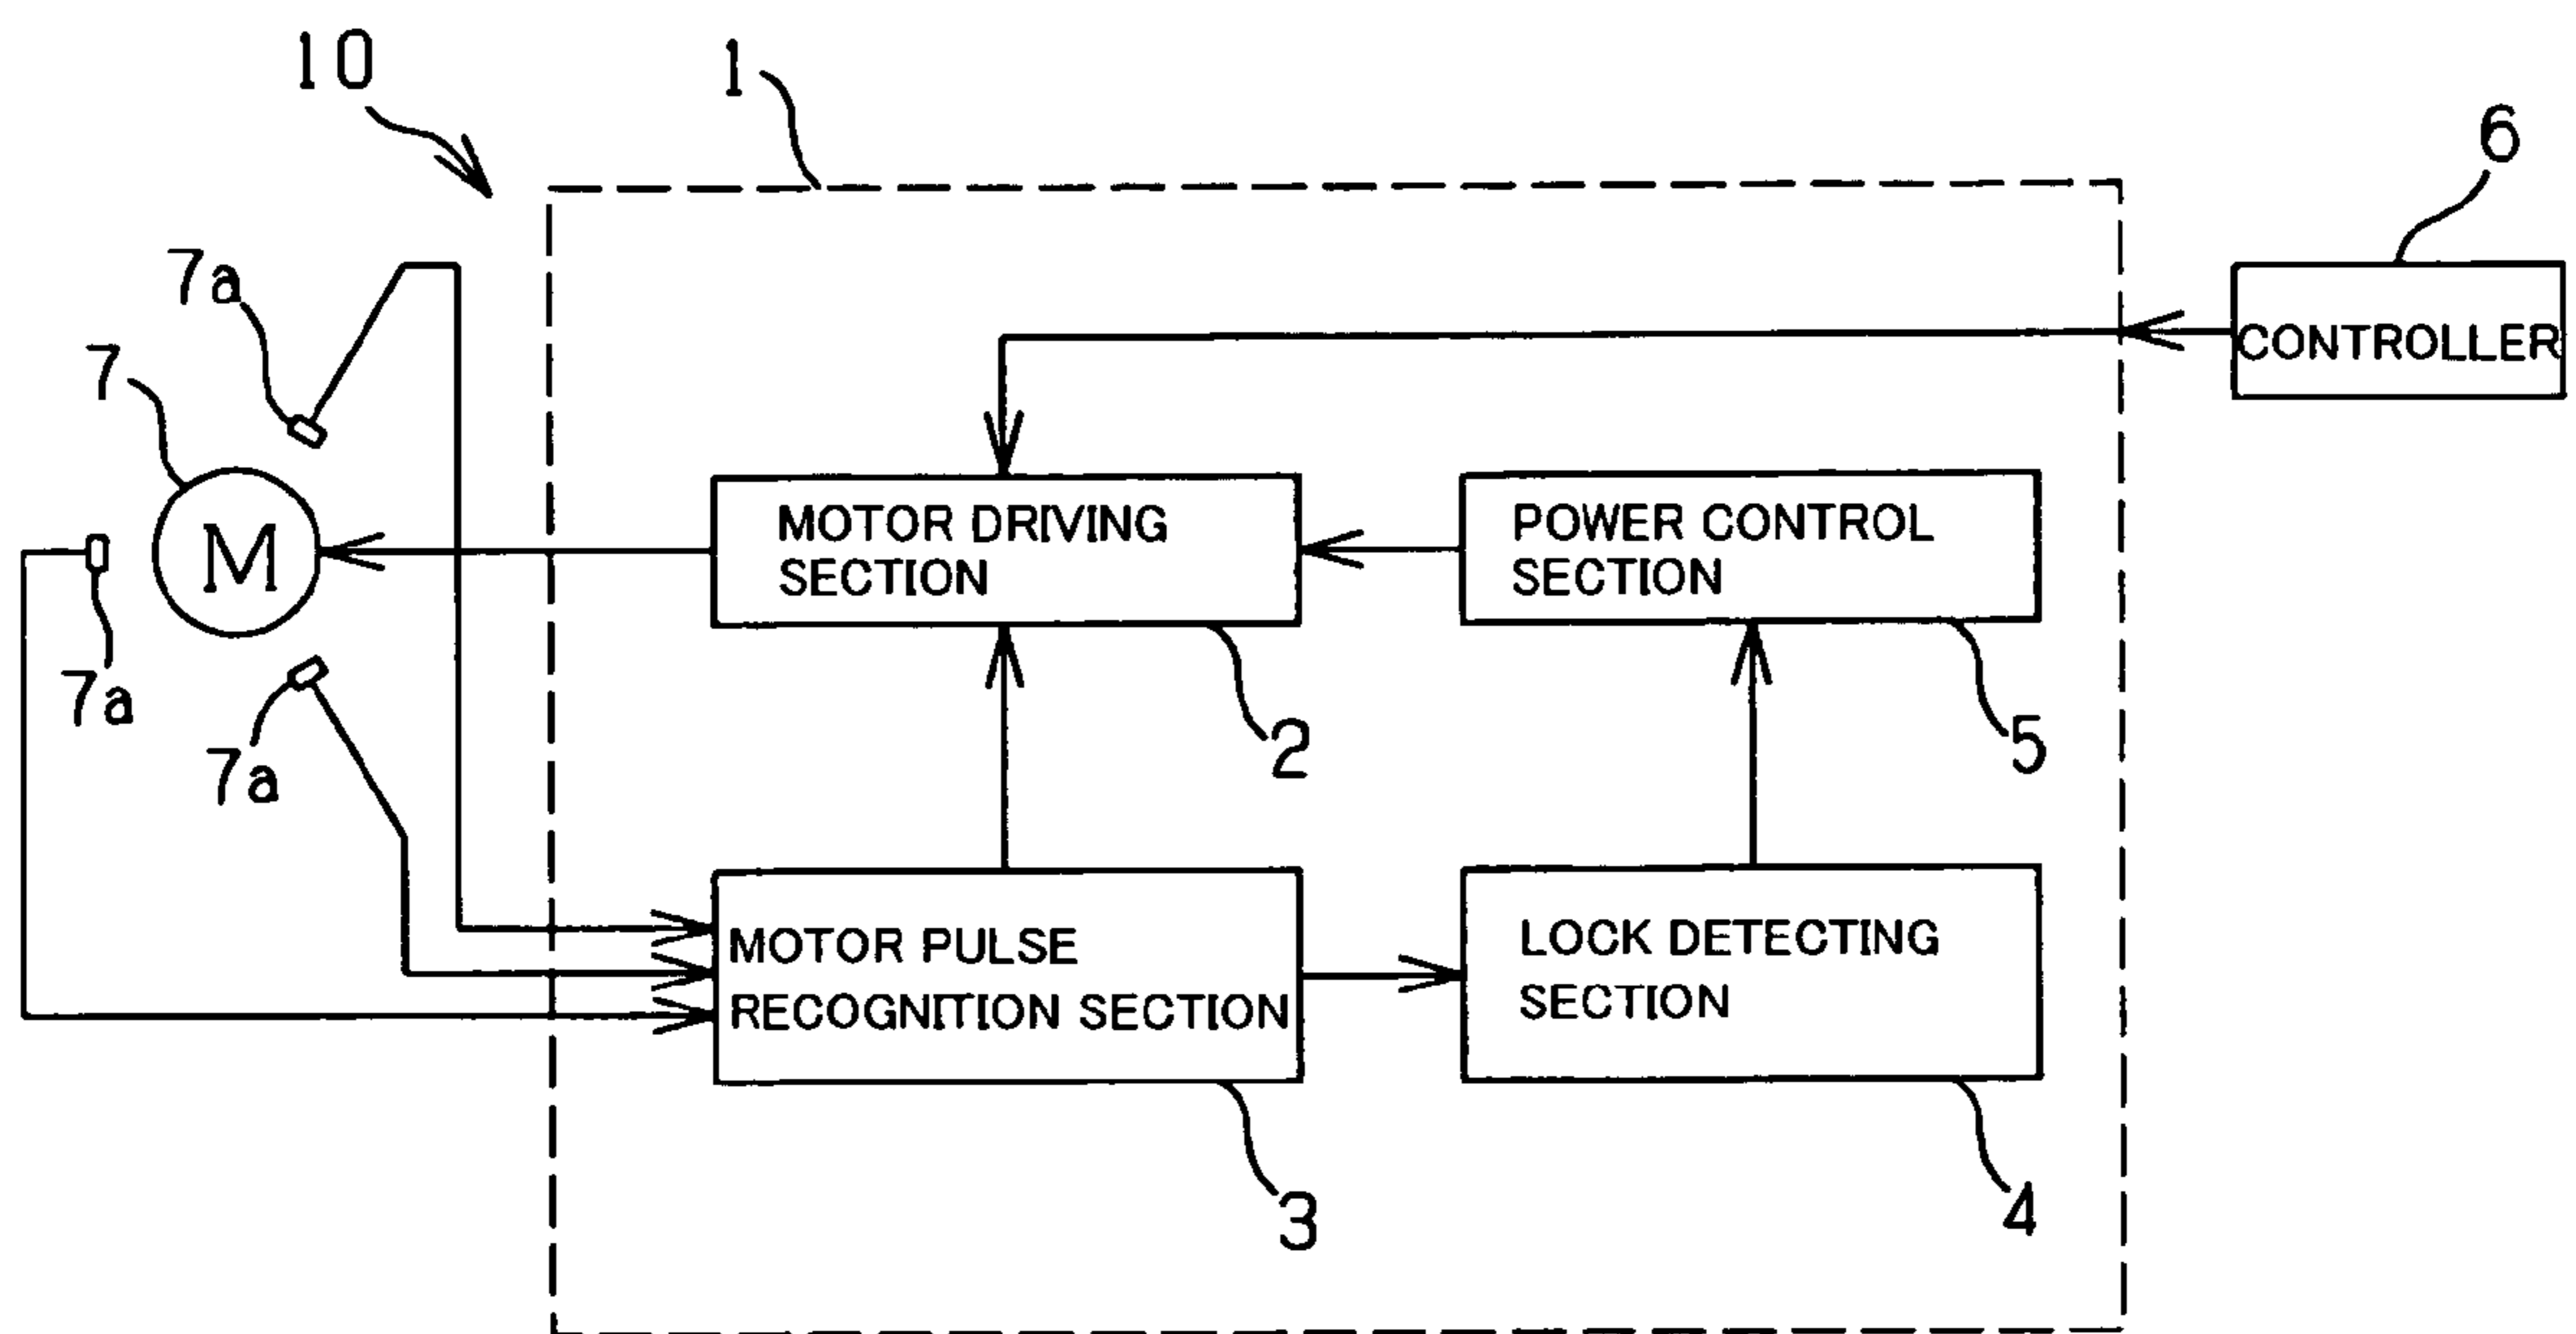 10
1
6
7a
CONTROLLER
7
M
MOTOR DRIVING
SECTION
POWER CONTROL
SECTION
7a
7a
2
5
MOTOR PULSE
RECOGNITION SECTION
LOCK DETECTING
SECTION
3
4